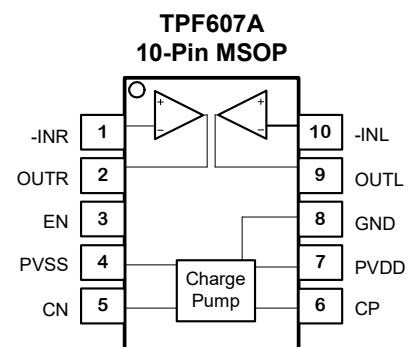 TPF607A
10-Pin MSOP
-INR 1 + − + − 10 -INL
OUTR 2 9 OUTL
EN 3 8 GND
PVSS 4 7 PVDD
Charge
Pump
CN 5 6 CP